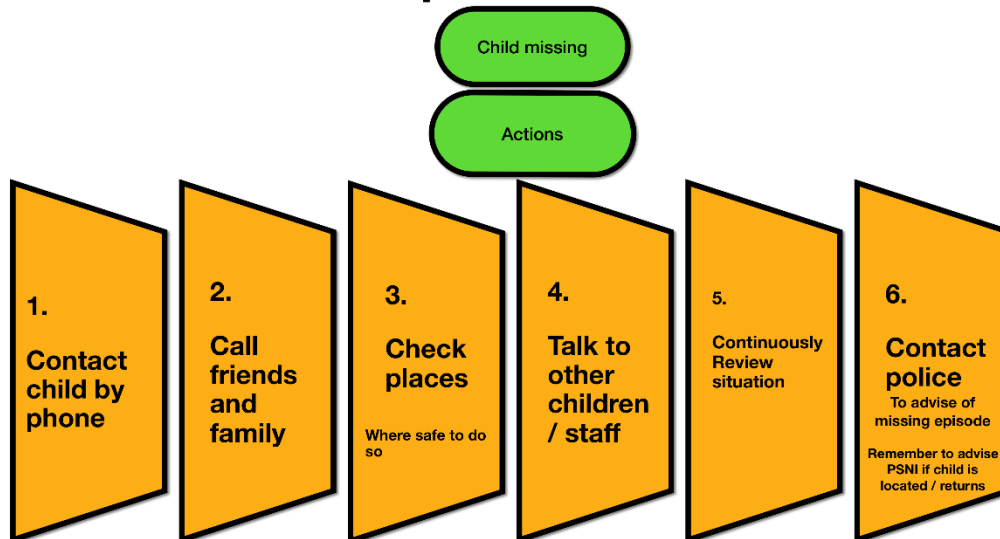 Child missing
Actions
1.
Contact
child by
phone
2.
Call
friends
and
family
3.
Check
places
Where safe to do
so
4.
Talk to
other
children
/ staff
5.
Continuously
Review
situation
6.
Contact
police
To advise of
missing episode
Remember to advise
PSNI if child is
located / returns